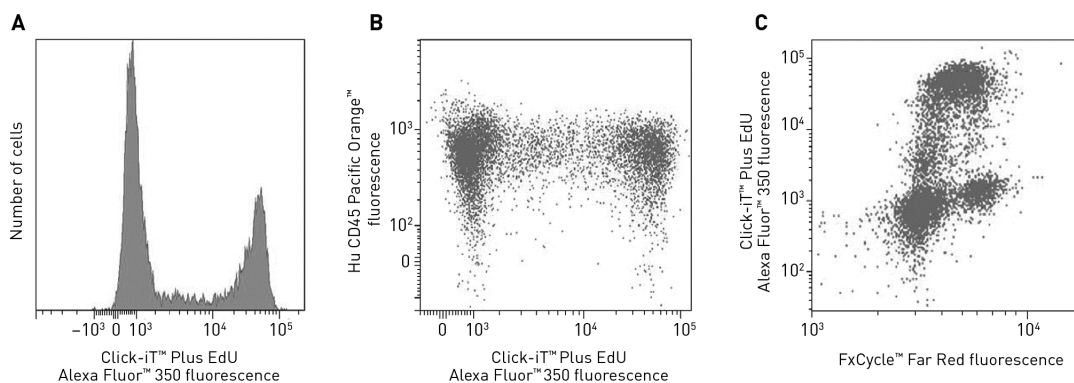 A
Number of cells
−10³ 0 10³ 10⁴ 10⁵
Click-iT™ Plus EdU
Alexa Fluor™ 350 fluorescence
B
Hu CD45 Pacific Orange™
fluorescence
10³
10²
0
0 10³ 10⁴ 10⁵
Click-iT™ Plus EdU
Alexa Fluor™ 350 fluorescence
C
Click-iT™ Plus EdU
Alexa Fluor™ 350 fluorescence
10⁵
10⁴
10³
10²
10³ 10⁴
FxCycle™ Far Red fluorescence